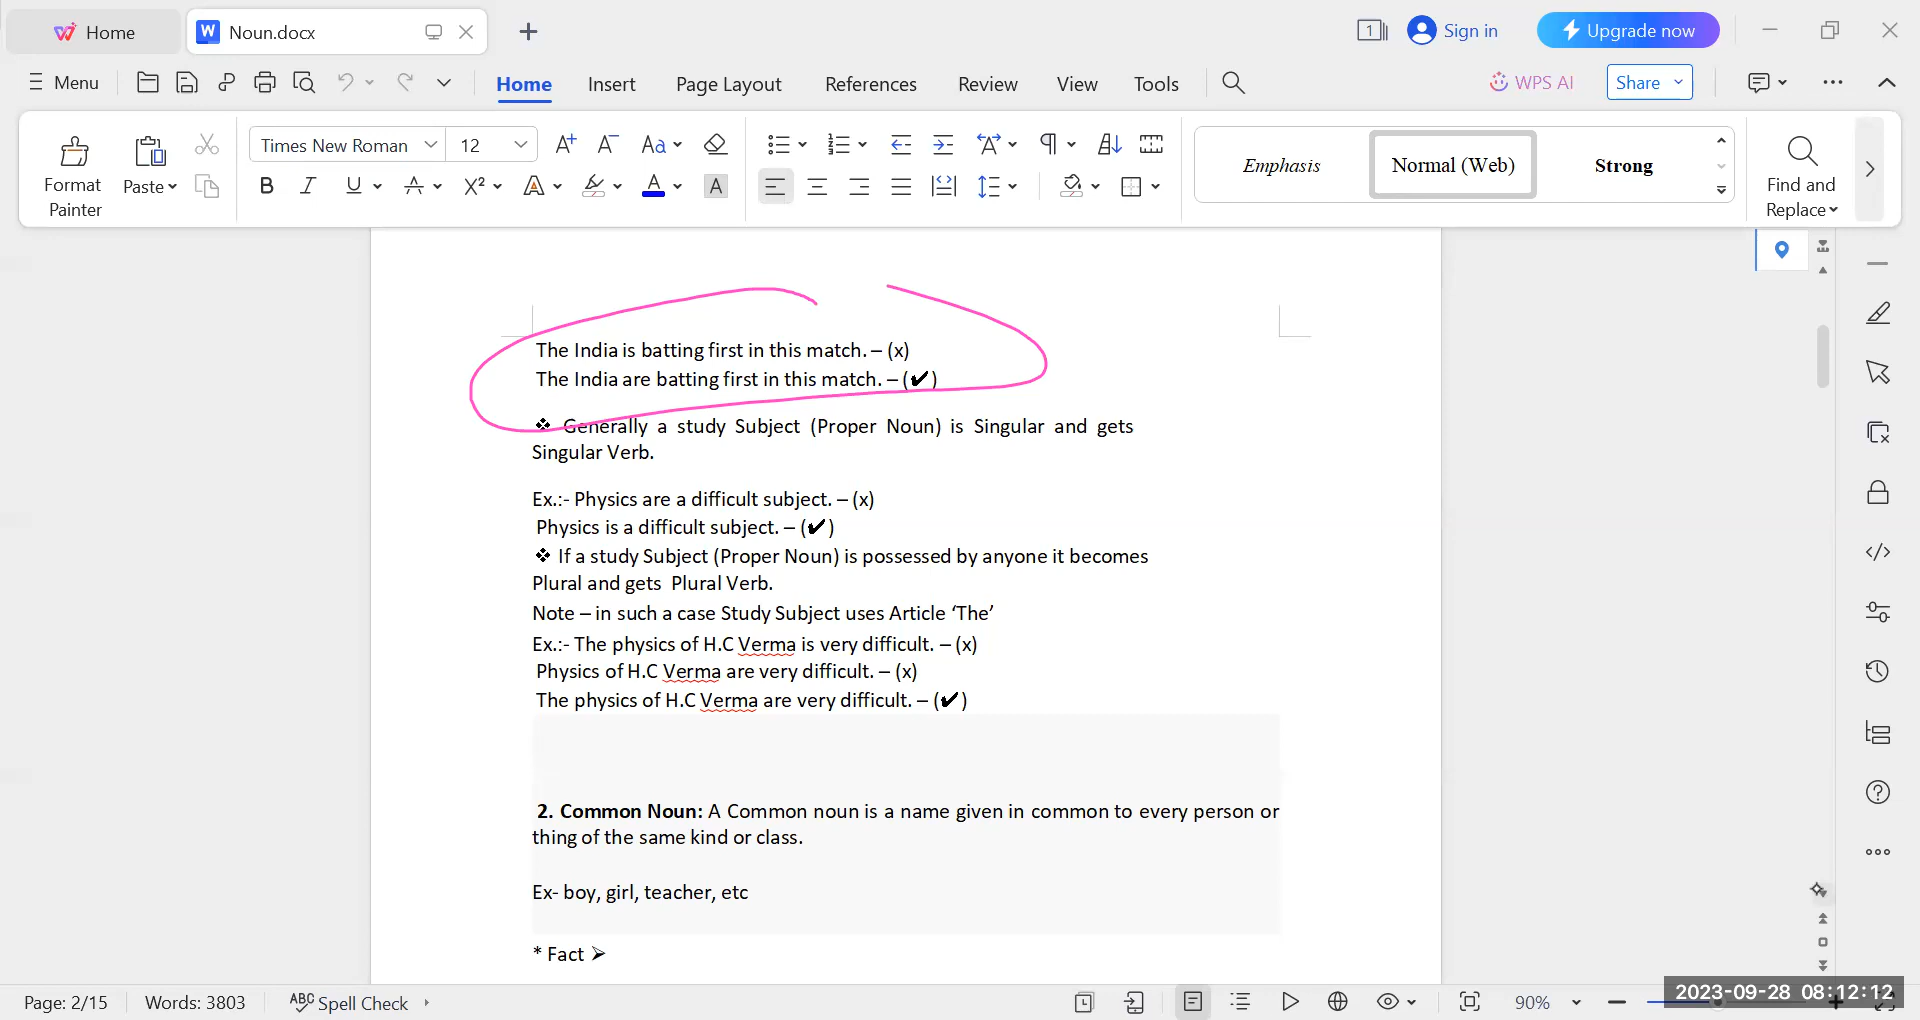 Home
Noun.docx
1
Sign in
Upgrade now
Menu
Home
Insert
Page Layout
References
Review
View
Tools
WPS AI
Share
Format
Painter
Paste
Times New Roman
12
Emphasis
Normal (Web)
Strong
Find and
Replace
The India is batting first in this match. – (x)
The India are batting first in this match. – (✔)
❖ Generally a study Subject (Proper Noun) is Singular and gets
Singular Verb.
Ex.:- Physics are a difficult subject. – (x)
Physics is a difficult subject. – (✔)
❖ If a study Subject (Proper Noun) is possessed by anyone it becomes
Plural and gets Plural Verb.
Note – in such a case Study Subject uses Article ‘The’
Ex.:- The physics of H.C Verma is very difficult. – (x)
Physics of H.C Verma are very difficult. – (x)
The physics of H.C Verma are very difficult. – (✔)
2. Common Noun: A Common noun is a name given in common to every person or
thing of the same kind or class.
Ex- boy, girl, teacher, etc
* Fact ➢
Page: 2/15
Words: 3803
ABC Spell Check
90%
2023-09-28 08:12:12